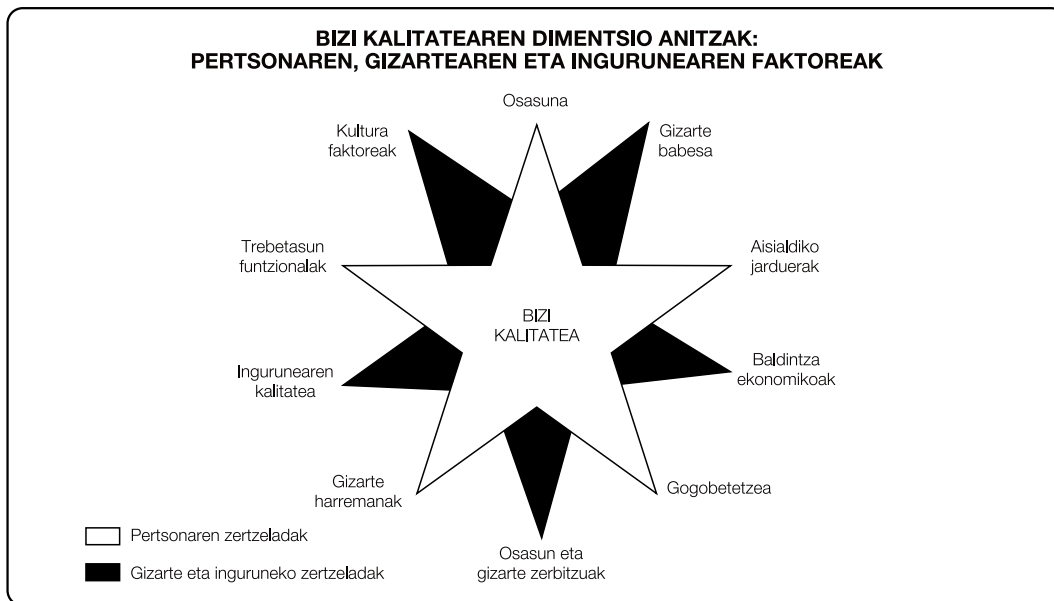 BIZI KALITATEAREN DIMENTSIO ANITZAK:
PERTSONAREN, GIZARTEAREN ETA INGURUNEAREN FAKTOREAK
Osasuna
Kultura
faktoreak
Gizarte
babesa
Trebetasun
funtzionalak
Aisialdiko
jarduerak
BIZI
KALITATEA
Ingurunearen
kalitatea
Baldintza
ekonomikoak
Gizarte
harremanak
Gogobetetzea
Osasun eta
gizarte zerbitzuak
Pertsonaren zertzeladak
Gizarte eta inguruneko zertzeladak